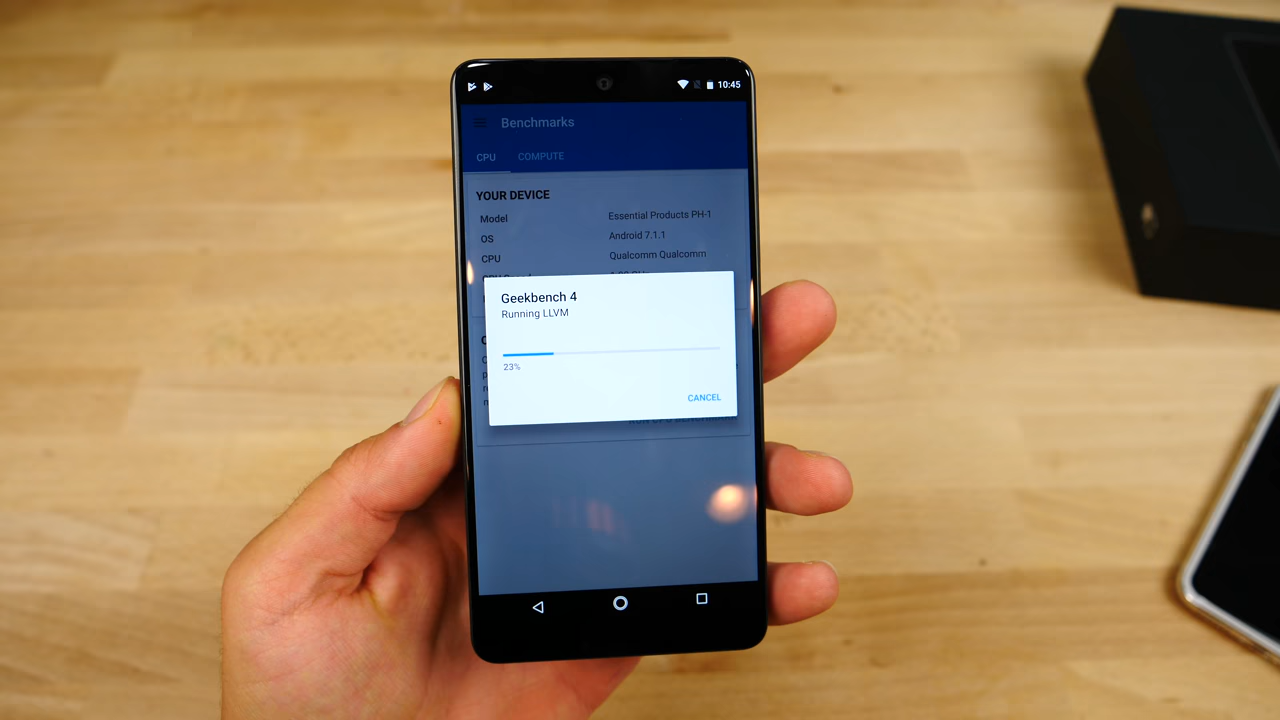 10:45
Benchmarks
CPU COMPUTE
YOUR DEVICE
Model Essential Products PH-1
OS Android 7.1.1
CPU Qualcomm Qualcomm
Geekbench 4
Running LLVM
23%
CANCEL